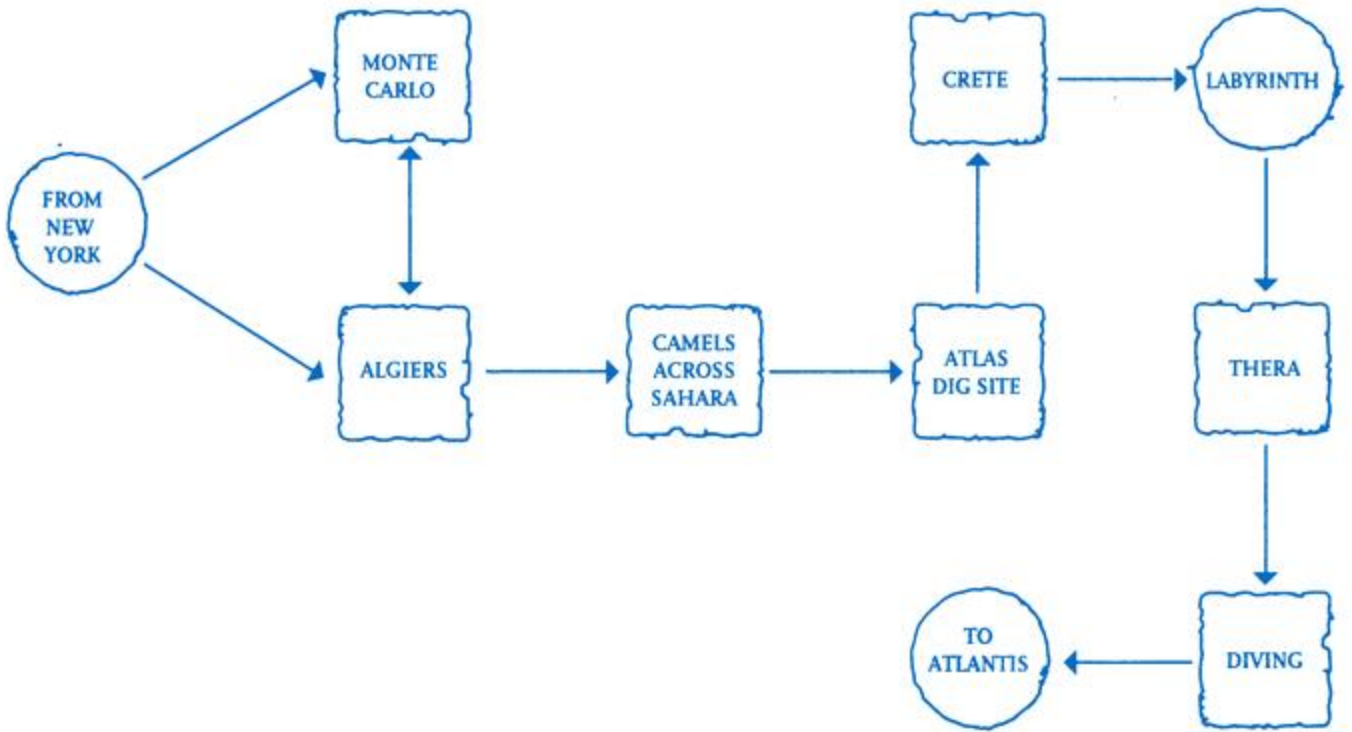 FROM
NEW
YORK
MONTE
CARLO
ALGIERS
CAMELS
ACROSS
SAHARA
ATLAS
DIG SITE
CRETE
LABYRINTH
THERA
DIVING
TO
ATLANTIS